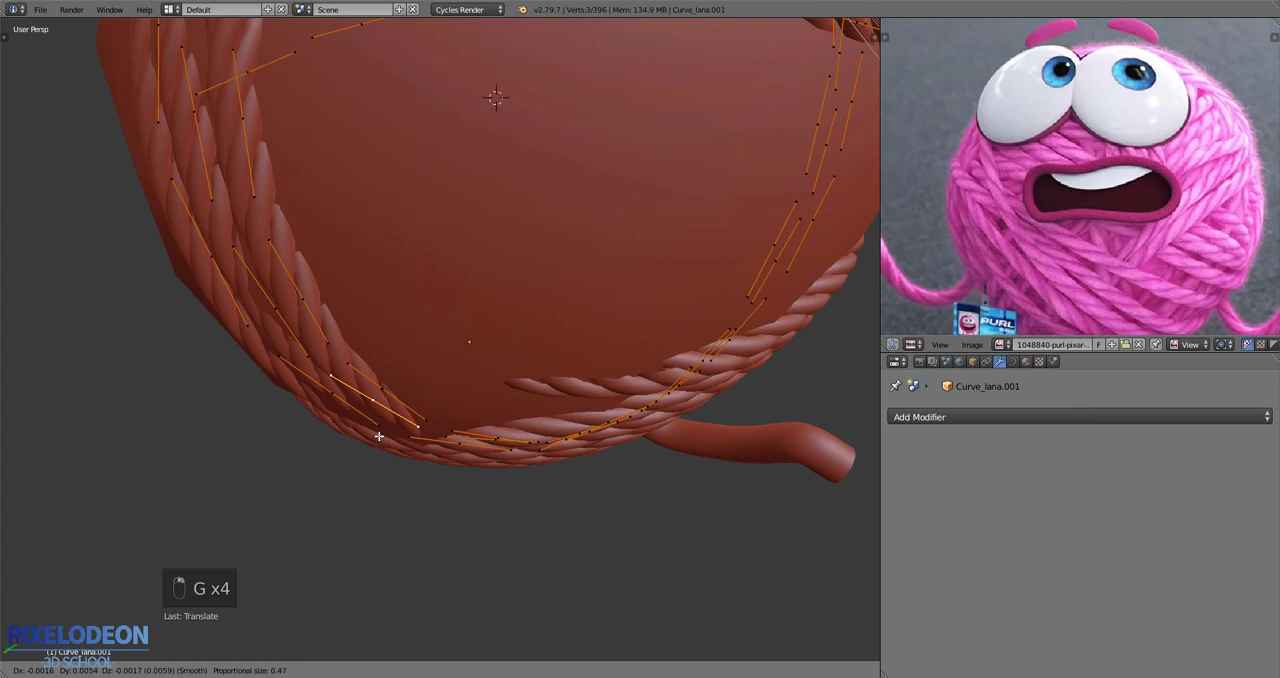 File Render Window Help Default Scene Cycles Render v2.79.7 | Verts:3/396 | Mem: 134.9 MB | Curve_lana.001
User Persp
PURL
View Image 1048840-purl-pixar-.. F View
Curve_lana.001
Add Modifier
G x4
Last: Translate
PIXELODEON
(1) Curve_lana.001
3D SCHOOL
Dx: -0.0016 Dy: 0.0054 Dz: -0.0017 (0.0059) (Smooth) Proportional size: 0.47